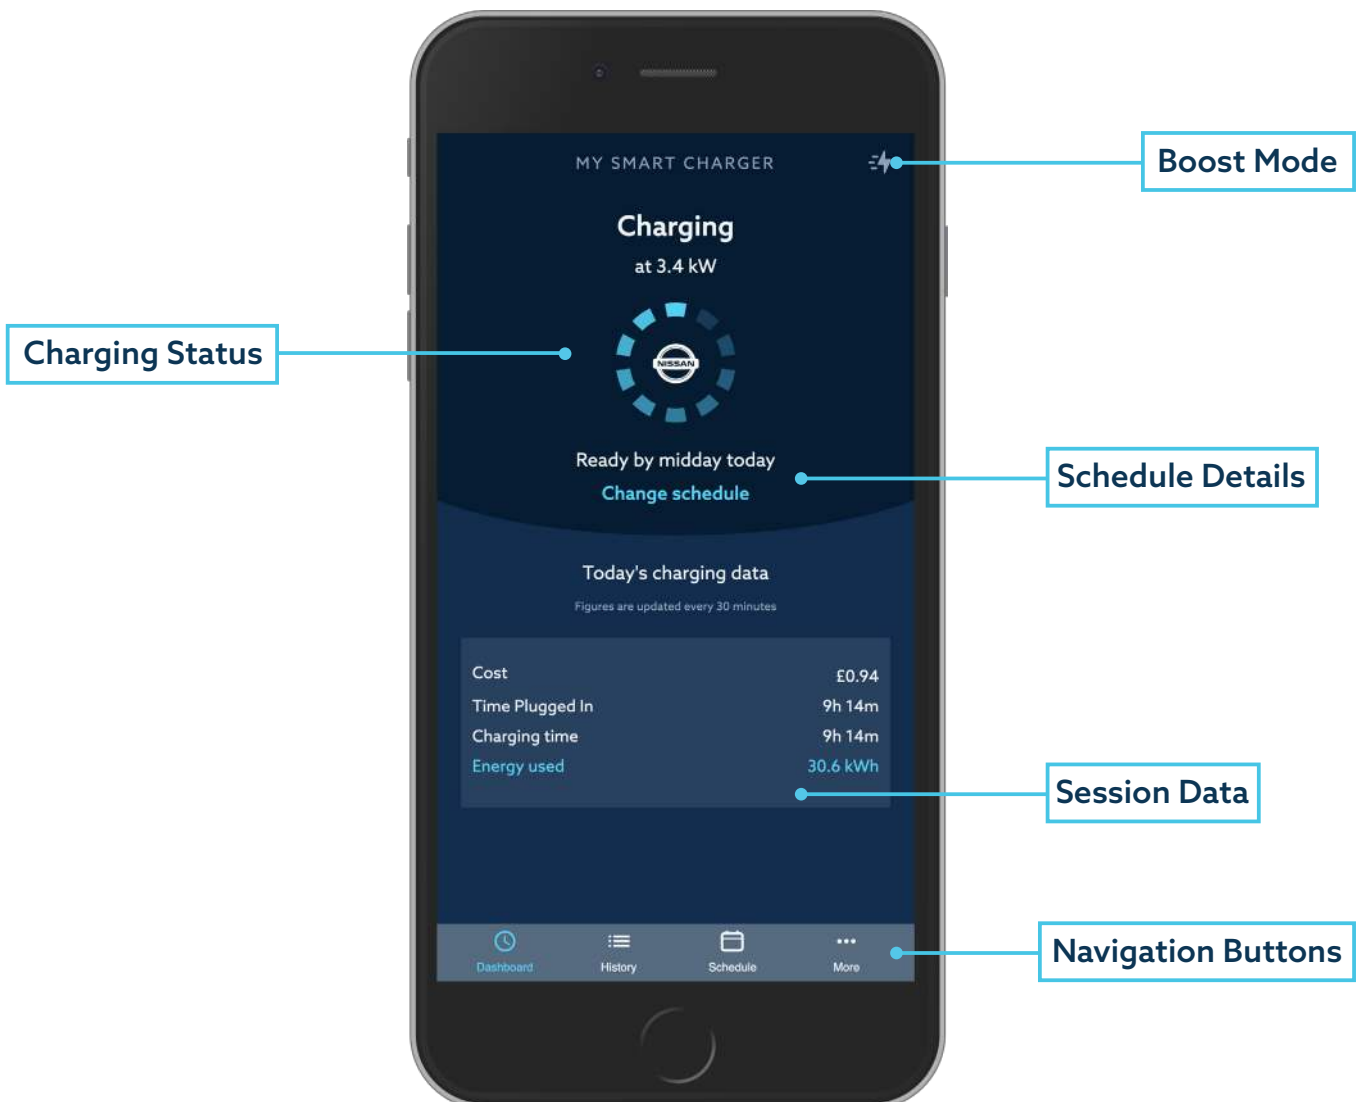 MY SMART CHARGER
Boost Mode
Charging
at 3.4 kW
Charging Status
NISSAN
Ready by midday today
Change schedule
Schedule Details
Today's charging data
Figures are updated every 30 minutes
Cost £0.94
Time Plugged In 9h 14m
Charging time 9h 14m
Energy used 30.6 kWh
Session Data
Dashboard History Schedule More
Navigation Buttons